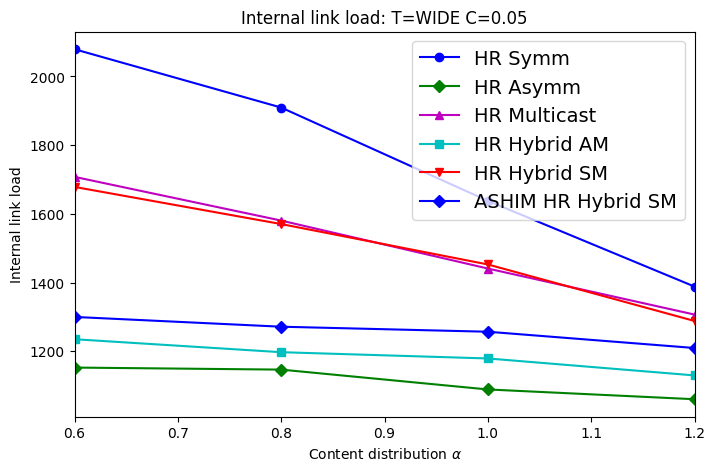 Internal link load: T=WIDE C=0.05
HR Symm
HR Asymm
HR Multicast
HR Hybrid AM
HR Hybrid SM
ASHIM HR Hybrid SM
Internal link load
2000
1800
1600
1400
1200
0.6 0.7 0.8 0.9 1.0 1.1 1.2
Content distribution α